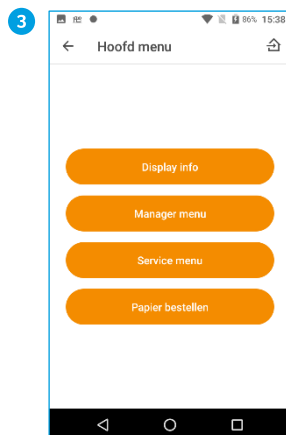 3
86% 15:38
Hoofd menu
Display info
Manager menu
Service menu
Papier bestellen